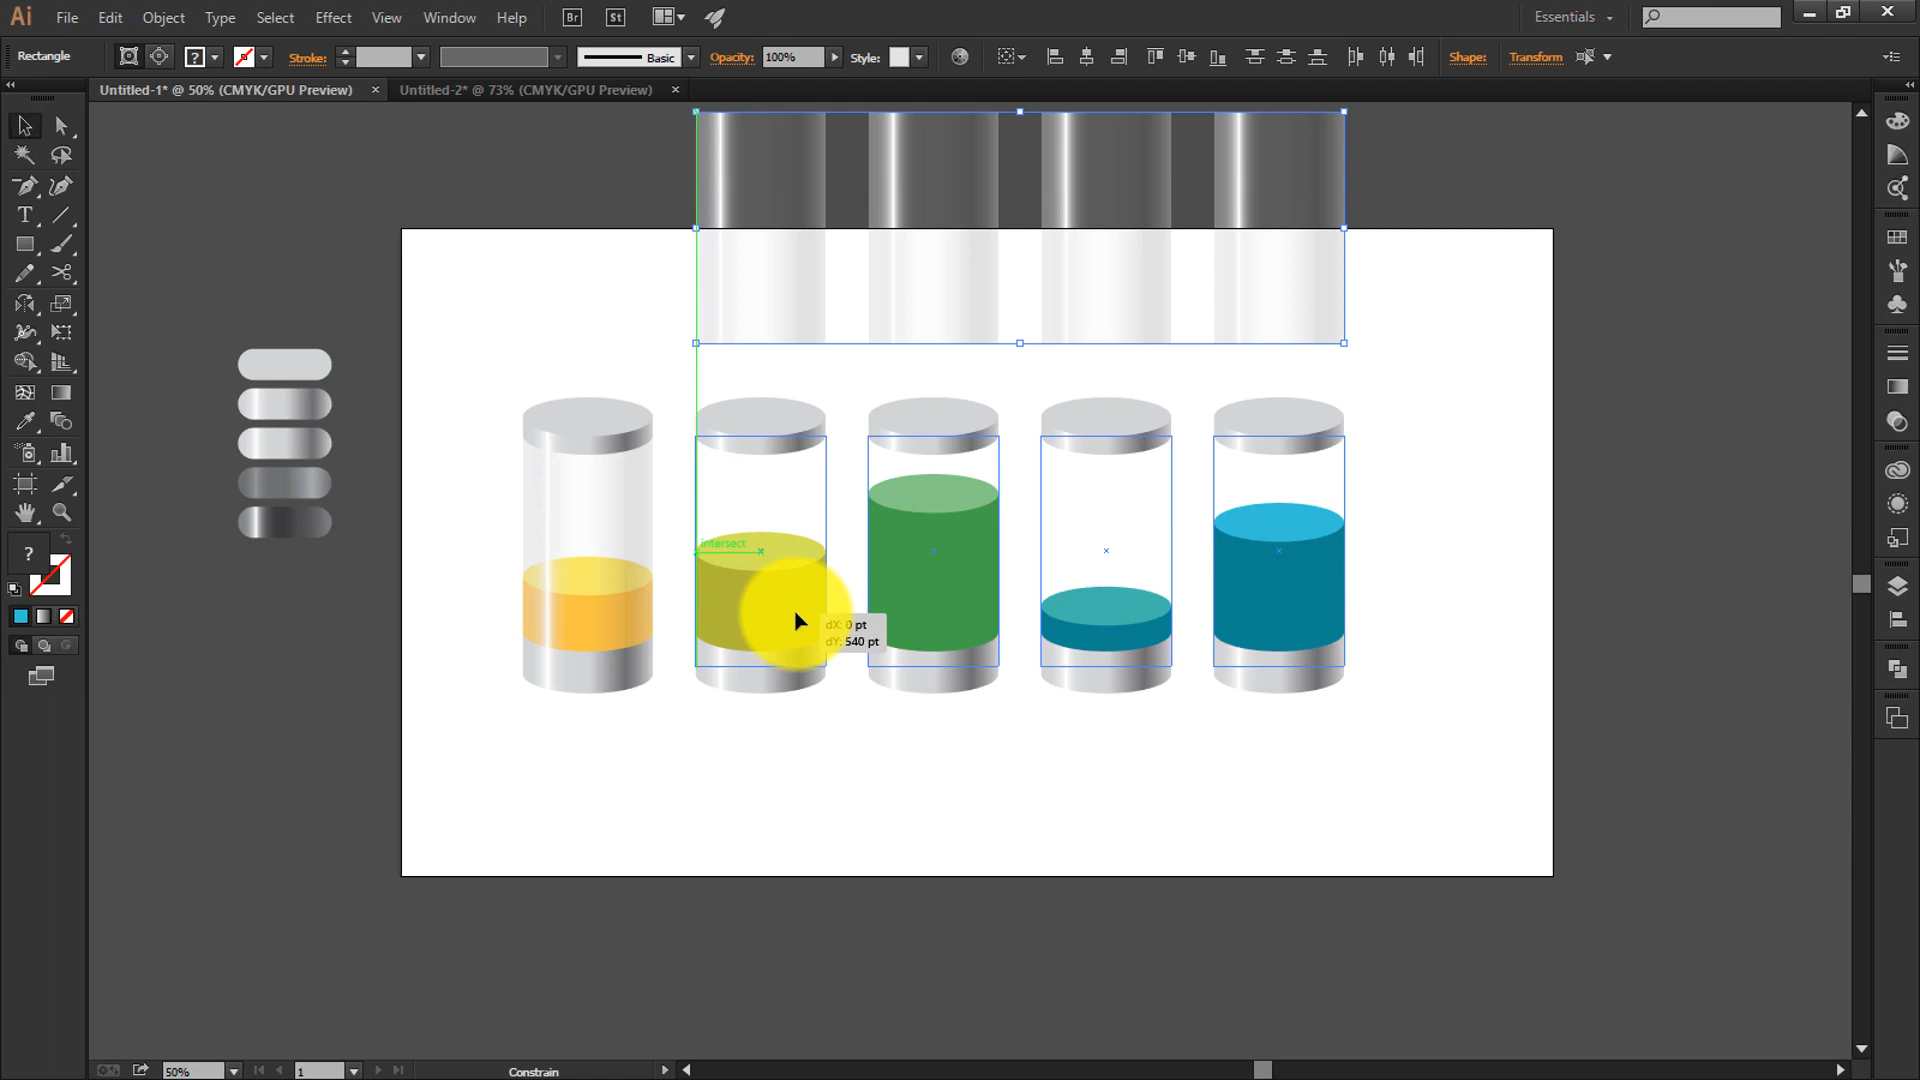 Ai File Edit Object Type Select Effect View Window Help Br St Essentials
Rectangle ? Stroke: Basic Opacity: 100% Style: Shape: Transform
Untitled-1* @ 50% (CMYK/GPU Preview) × Untitled-2* @ 73% (CMYK/GPU Preview) ×
intersect
dX: 0 pt
dY: 540 pt
T
?
50% 1 Constrain